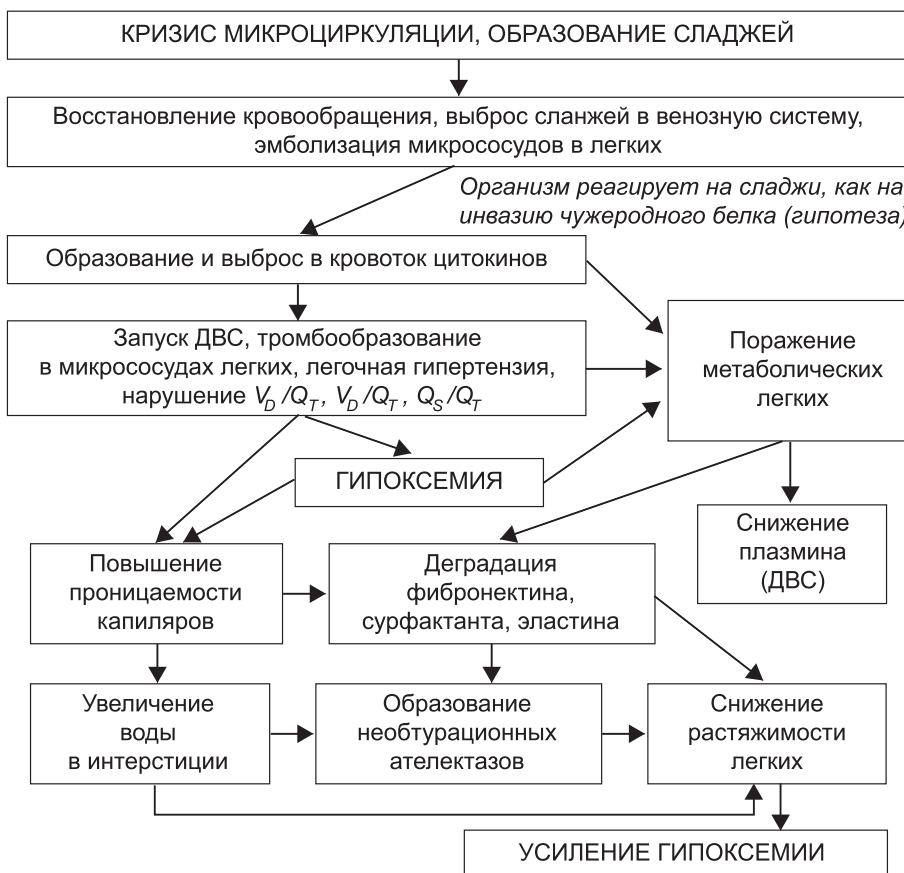 КРИЗИС МИКРОЦИРКУЛЯЦИИ, ОБРАЗОВАНИЕ СЛАДЖЕЙ
Восстановление кровообращения, выброс сланжей в венозную систему,
эмболизация микрососудов в легких
Организм реагирует на сладжи, как на
инвазию чужеродного белка (гипотеза)
Образование и выброс в кровоток цитокинов
Запуск ДВС, тромбообразование
в микрососудах легких, легочная гипертензия,
нарушение V_D/Q_T, V_D/Q_T, Q_S/Q_T
Поражение
метаболических
легких
ГИПОКСЕМИЯ
Снижение
плазмина
(ДВС)
Повышение
проницаемости
капиляров
Деградация
фибронектина,
сурфактанта, эластина
Увеличение
воды
в интерстиции
Образование
необтурационных
ателектазов
Снижение
растяжимости
легких
УСИЛЕНИЕ ГИПОКСЕМИИ